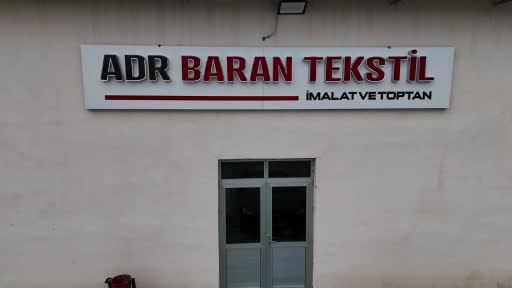 ADR BARAN TEKSTİL
İMALAT VE TOPTAN